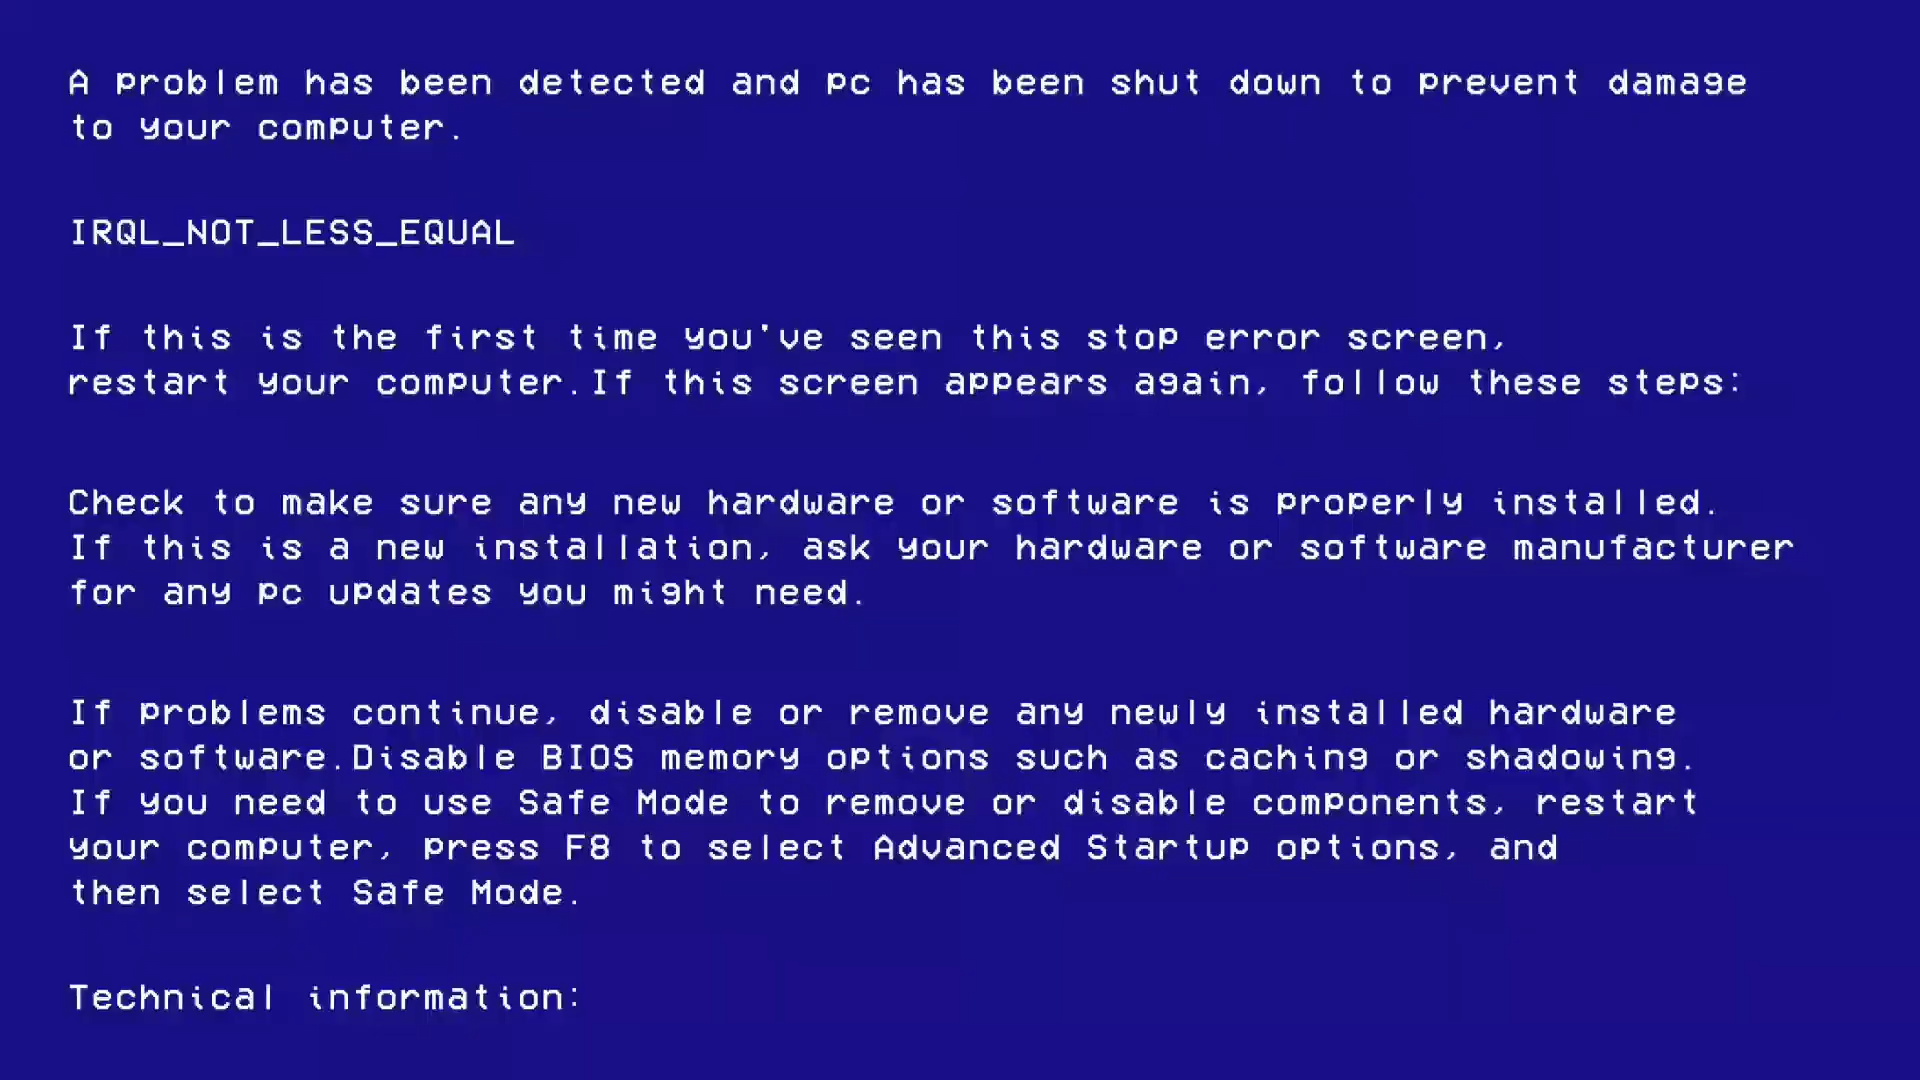 A problem has been detected and pc has been shut down to prevent damage
to your computer.
IRQL_NOT_LESS_EQUAL
If this is the first time you've seen this stop error screen,
restart your computer.If this screen appears again, follow these steps:
Check to make sure any new hardware or software is properly installed.
If this is a new installation, ask your hardware or software manufacturer
for any pc updates you might need.
If problems continue, disable or remove any newly installed hardware
or software.Disable BIOS memory options such as caching or shadowing.
If you need to use Safe Mode to remove or disable components, restart
your computer, press F8 to select Advanced Startup options, and
then select Safe Mode.
Technical information: